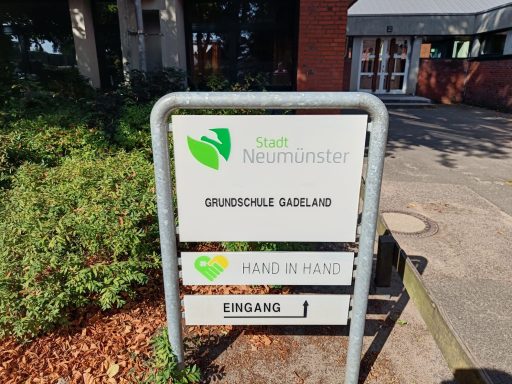 Stadt
Neumünster
GRUNDSCHULE GADELAND
HAND IN HAND
EINGANG